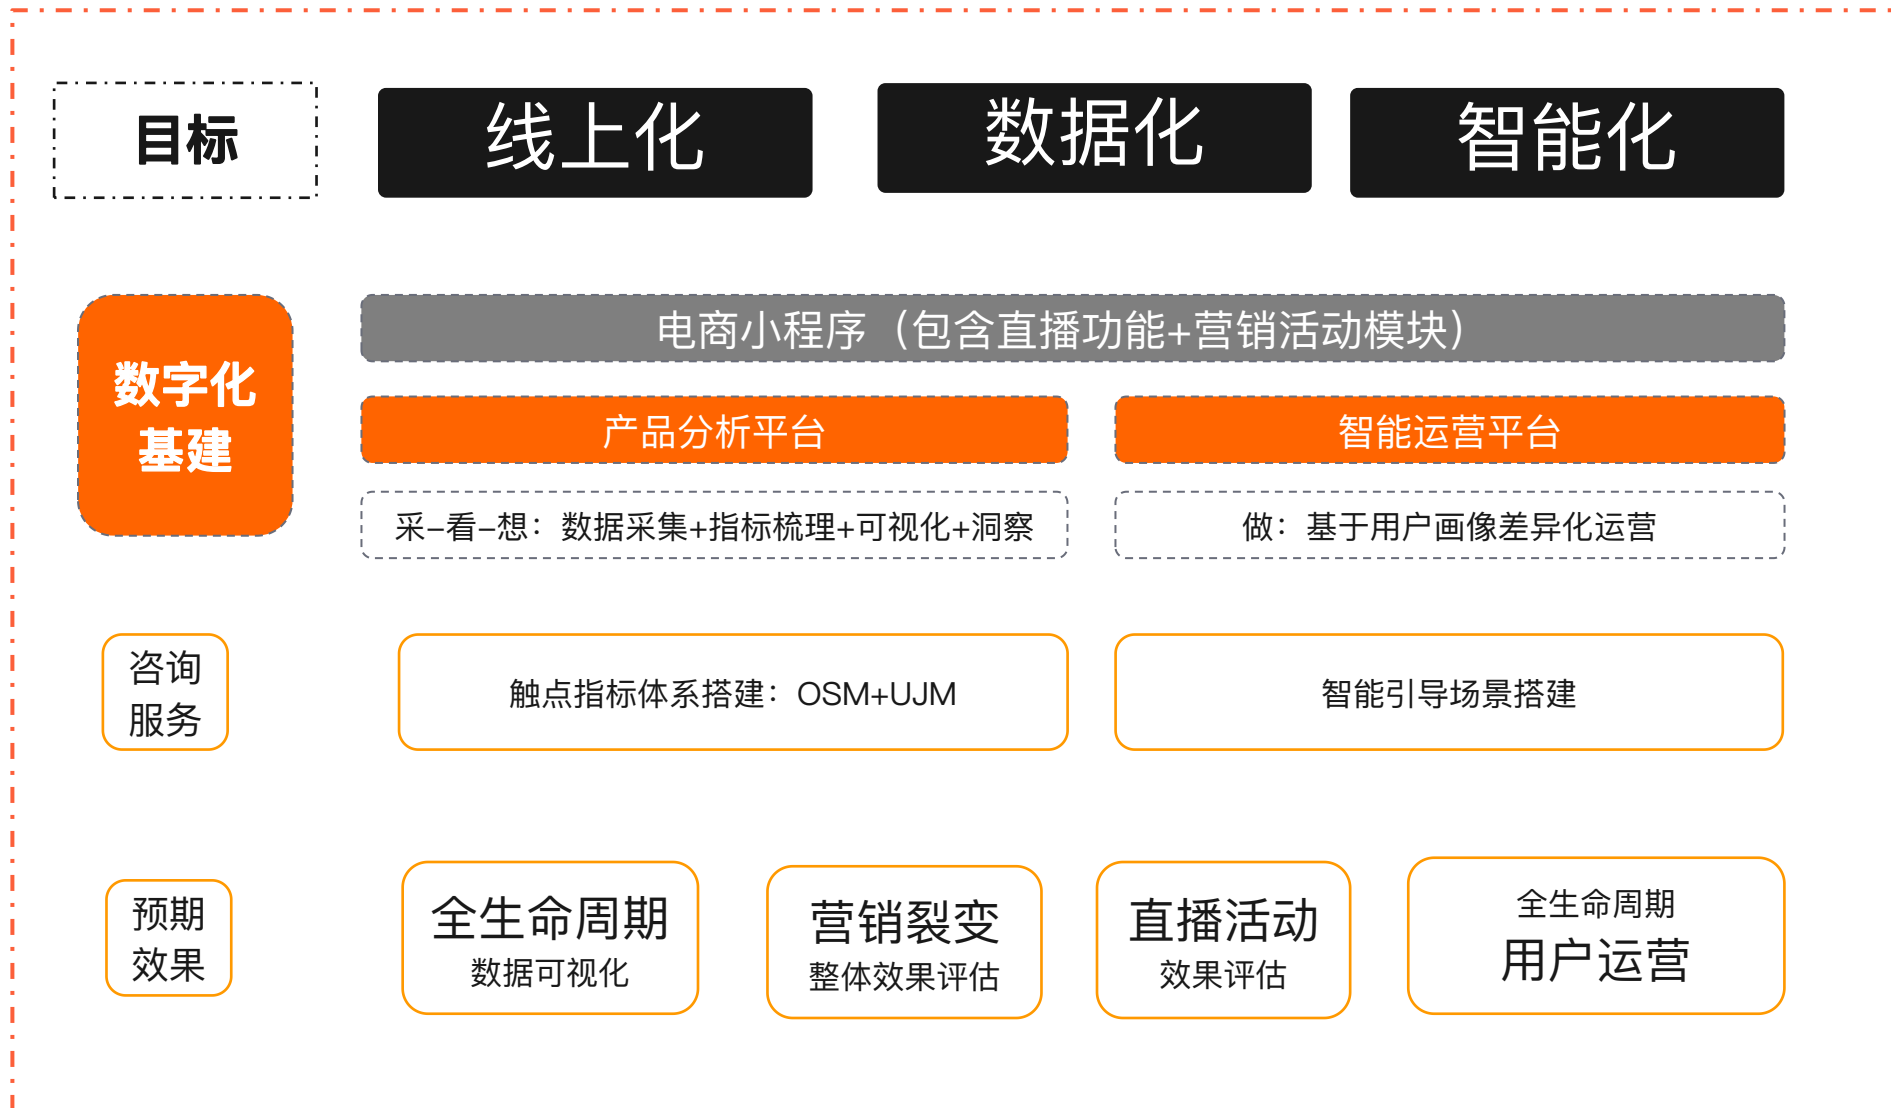 目标
线上化
数据化
智能化
数字化
基建
电商小程序（包含直播功能+营销活动模块）
产品分析平台
智能运营平台
采–看–想：数据采集+指标梳理+可视化+洞察
做：基于用户画像差异化运营
咨询
服务
触点指标体系搭建：OSM+UJM
智能引导场景搭建
预期
效果
全生命周期
数据可视化
营销裂变
整体效果评估
直播活动
效果评估
全生命周期
用户运营